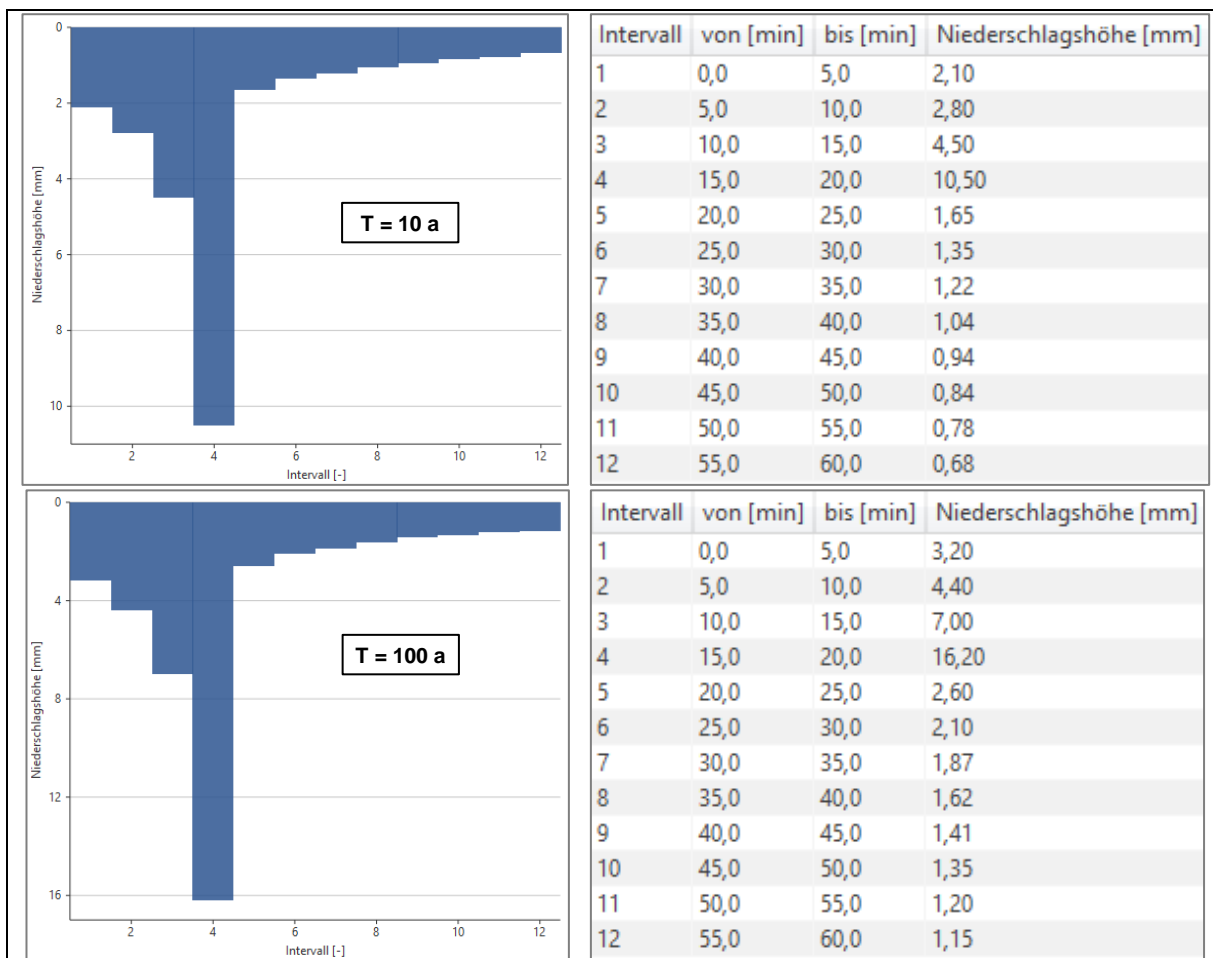 0
2
4
6
8
10
Niederschlagshöhe [mm]
T = 10 a
2 4 6 8 10 12
Intervall [-]
Intervall von [min] bis [min] Niederschlagshöhe [mm]
1 0,0 5,0 2,10
2 5,0 10,0 2,80
3 10,0 15,0 4,50
4 15,0 20,0 10,50
5 20,0 25,0 1,65
6 25,0 30,0 1,35
7 30,0 35,0 1,22
8 35,0 40,0 1,04
9 40,0 45,0 0,94
10 45,0 50,0 0,84
11 50,0 55,0 0,78
12 55,0 60,0 0,68
0
4
8
12
16
Niederschlagshöhe [mm]
T = 100 a
2 4 6 8 10 12
Intervall [-]
Intervall von [min] bis [min] Niederschlagshöhe [mm]
1 0,0 5,0 3,20
2 5,0 10,0 4,40
3 10,0 15,0 7,00
4 15,0 20,0 16,20
5 20,0 25,0 2,60
6 25,0 30,0 2,10
7 30,0 35,0 1,87
8 35,0 40,0 1,62
9 40,0 45,0 1,41
10 45,0 50,0 1,35
11 50,0 55,0 1,20
12 55,0 60,0 1,15